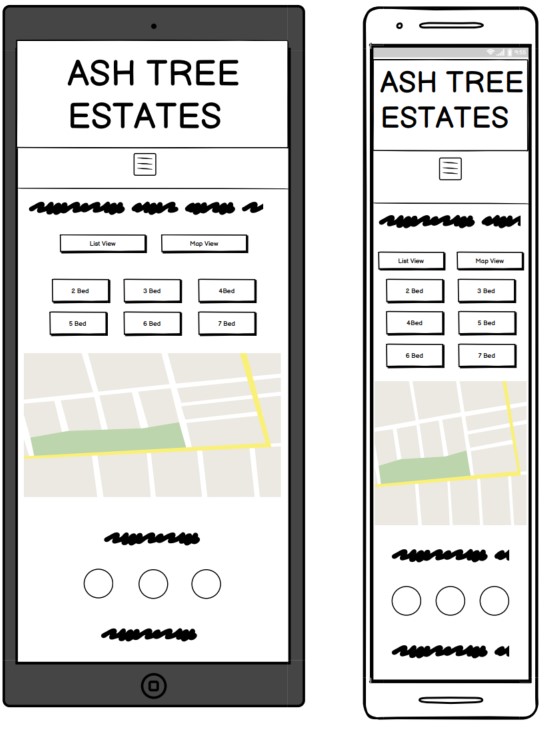 ASH TREE
ESTATES
List View
Map View
2 Bed
3 Bed
4Bed
5 Bed
6 Bed
7 Bed
ASH TREE
ESTATES
List View
Map View
2 Bed
3 Bed
4Bed
5 Bed
6 Bed
7 Bed